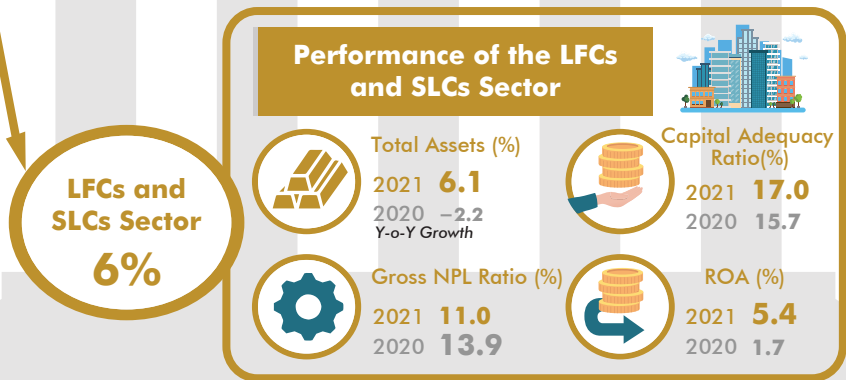 LFCs and
SLCs Sector
6%
Performance of the LFCs
and SLCs Sector
Total Assets (%)
2021 6.1
2020 –2.2
Y-o-Y Growth
Capital Adequacy
Ratio(%)
2021 17.0
2020 15.7
Gross NPL Ratio (%)
2021 11.0
2020 13.9
ROA (%)
2021 5.4
2020 1.7